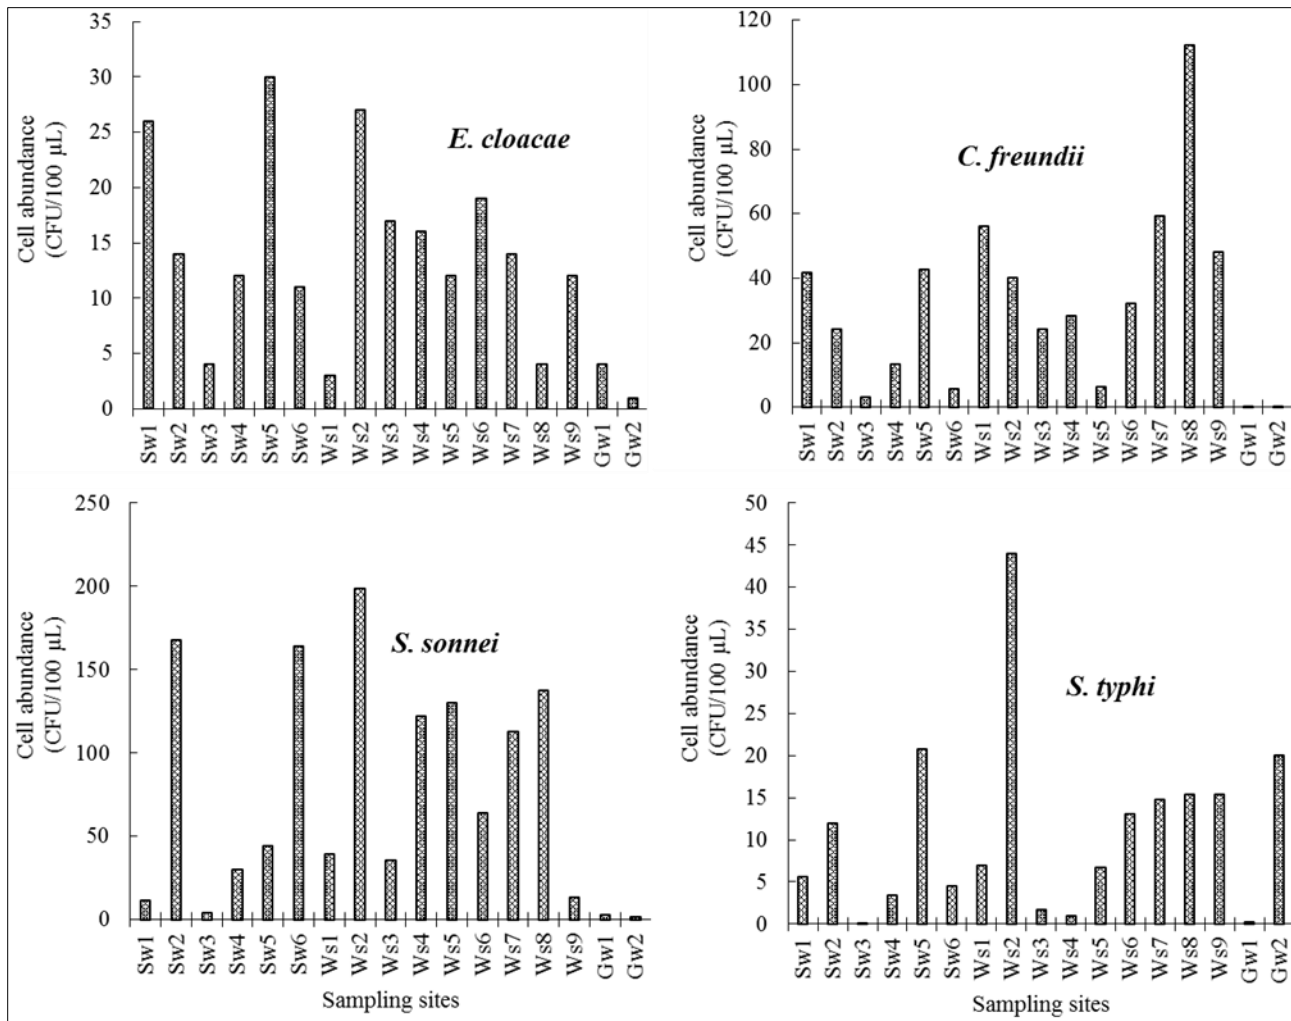 35
30
25
20
15
10
5
0
Cell abundance
(CFU/100 µL)
E. cloacae
Sw1 Sw2 Sw3 Sw4 Sw5 Sw6 Ws1 Ws2 Ws3 Ws4 Ws5 Ws6 Ws7 Ws8 Ws9 Gw1 Gw2
120
100
80
60
40
20
0
Cell abundance
(CFU/100 µL)
C. freundii
Sw1 Sw2 Sw3 Sw4 Sw5 Sw6 Ws1 Ws2 Ws3 Ws4 Ws5 Ws6 Ws7 Ws8 Ws9 Gw1 Gw2
250
200
150
100
50
0
Cell abundance
(CFU/100 µL)
S. sonnei
Sw1 Sw2 Sw3 Sw4 Sw5 Sw6 Ws1 Ws2 Ws3 Ws4 Ws5 Ws6 Ws7 Ws8 Ws9 Gw1 Gw2
Sampling sites
50
45
40
35
30
25
20
15
10
5
0
Cell abundance
(CFU/100 µL)
S. typhi
Sw1 Sw2 Sw3 Sw4 Sw5 Sw6 Ws1 Ws2 Ws3 Ws4 Ws5 Ws6 Ws7 Ws8 Ws9 Gw1 Gw2
Sampling sites